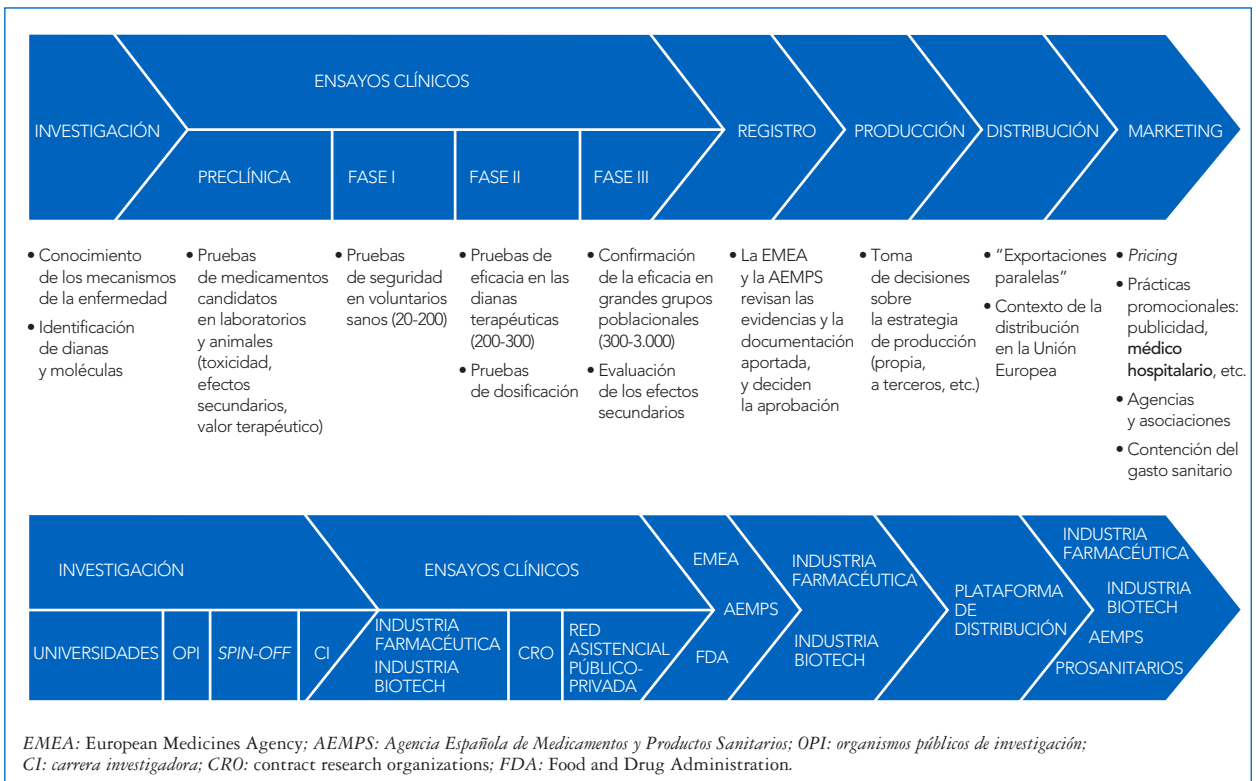 ENSAYOS CLÍNICOS
INVESTIGACIÓN
REGISTRO
PRODUCCIÓN
DISTRIBUCIÓN
MARKETING
PRECLÍNICA
FASE I
FASE II
FASE III
• Conocimiento
de los mecanismos
de la enfermedad
• Identificación
de dianas
y moléculas
• Pruebas
de medicamentos
candidatos
en laboratorios
y animales
(toxicidad,
efectos
secundarios,
valor terapéutico)
• Pruebas
de seguridad
en voluntarios
sanos (20-200)
• Pruebas de
eficacia en las
dianas
terapéuticas
(200-300)
• Pruebas
de dosificación
• Confirmación
de la eficacia en
grandes grupos
poblacionales
(300-3.000)
• Evaluación
de los efectos
secundarios
• La EMEA
y la AEMPS
revisan las
evidencias y la
documentación
aportada,
y deciden
la aprobación
• Toma
de decisiones
sobre
la estrategia
de producción
(propia,
a terceros, etc.)
• “Exportaciones
paralelas”
• Contexto de la
distribución
en la Unión
Europea
• Pricing
• Prácticas
promocionales:
publicidad,
médico
hospitalario, etc.
• Agencias
y asociaciones
• Contención del
gasto sanitario
INVESTIGACIÓN
ENSAYOS CLÍNICOS
UNIVERSIDADES
OPI
SPIN-OFF
CI
INDUSTRIA
FARMACÉUTICA
INDUSTRIA
BIOTECH
CRO
RED
ASISTENCIAL
PÚBLICO-
PRIVADA
EMEA
AEMPS
FDA
INDUSTRIA
FARMACÉUTICA
INDUSTRIA
BIOTECH
PLATAFORMA
DE
DISTRIBUCIÓN
INDUSTRIA
FARMACÉUTICA
INDUSTRIA
BIOTECH
AEMPS
PROSANITARIOS
EMEA: European Medicines Agency; AEMPS: Agencia Española de Medicamentos y Productos Sanitarios; OPI: organismos públicos de investigación;
CI: carrera investigadora; CRO: contract research organizations; FDA: Food and Drug Administration.